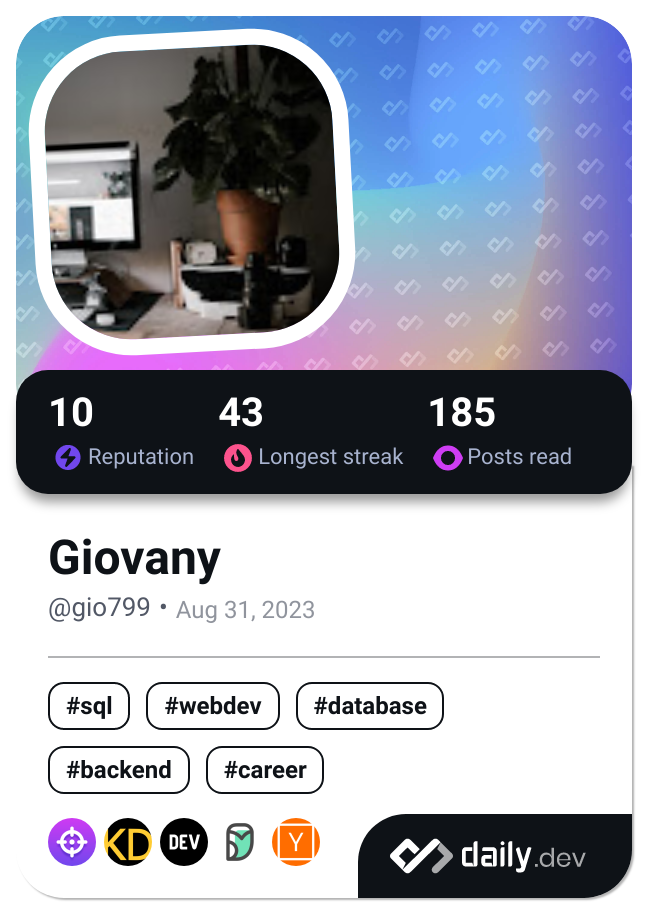 10 43 185
Reputation Longest streak Posts read
Giovany
@gio799 • Aug 31, 2023
#sql #webdev #database
#backend #career
KD DEV Y
daily.dev